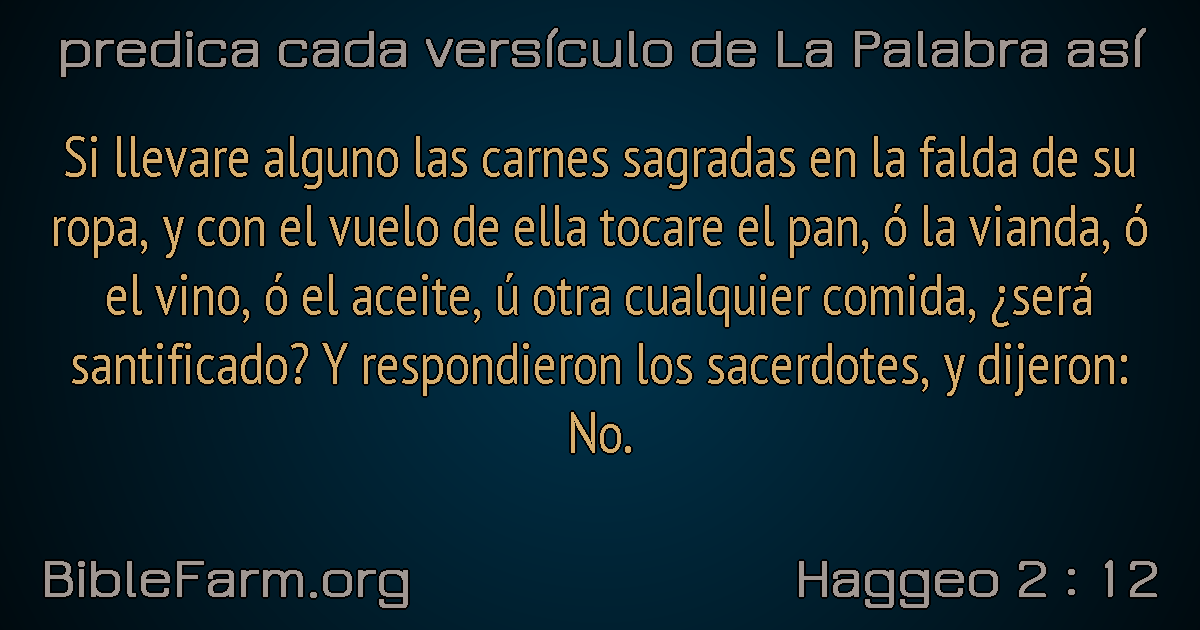 predica cada versículo de La Palabra así
Si llevare alguno las carnes sagradas en la falda de su
ropa, y con el vuelo de ella tocare el pan, ó la vianda, ó
el vino, ó el aceite, ú otra cualquier comida, ¿será
santificado? Y respondieron los sacerdotes, y dijeron:
No.
BibleFarm.org
Haggeo 2 : 12